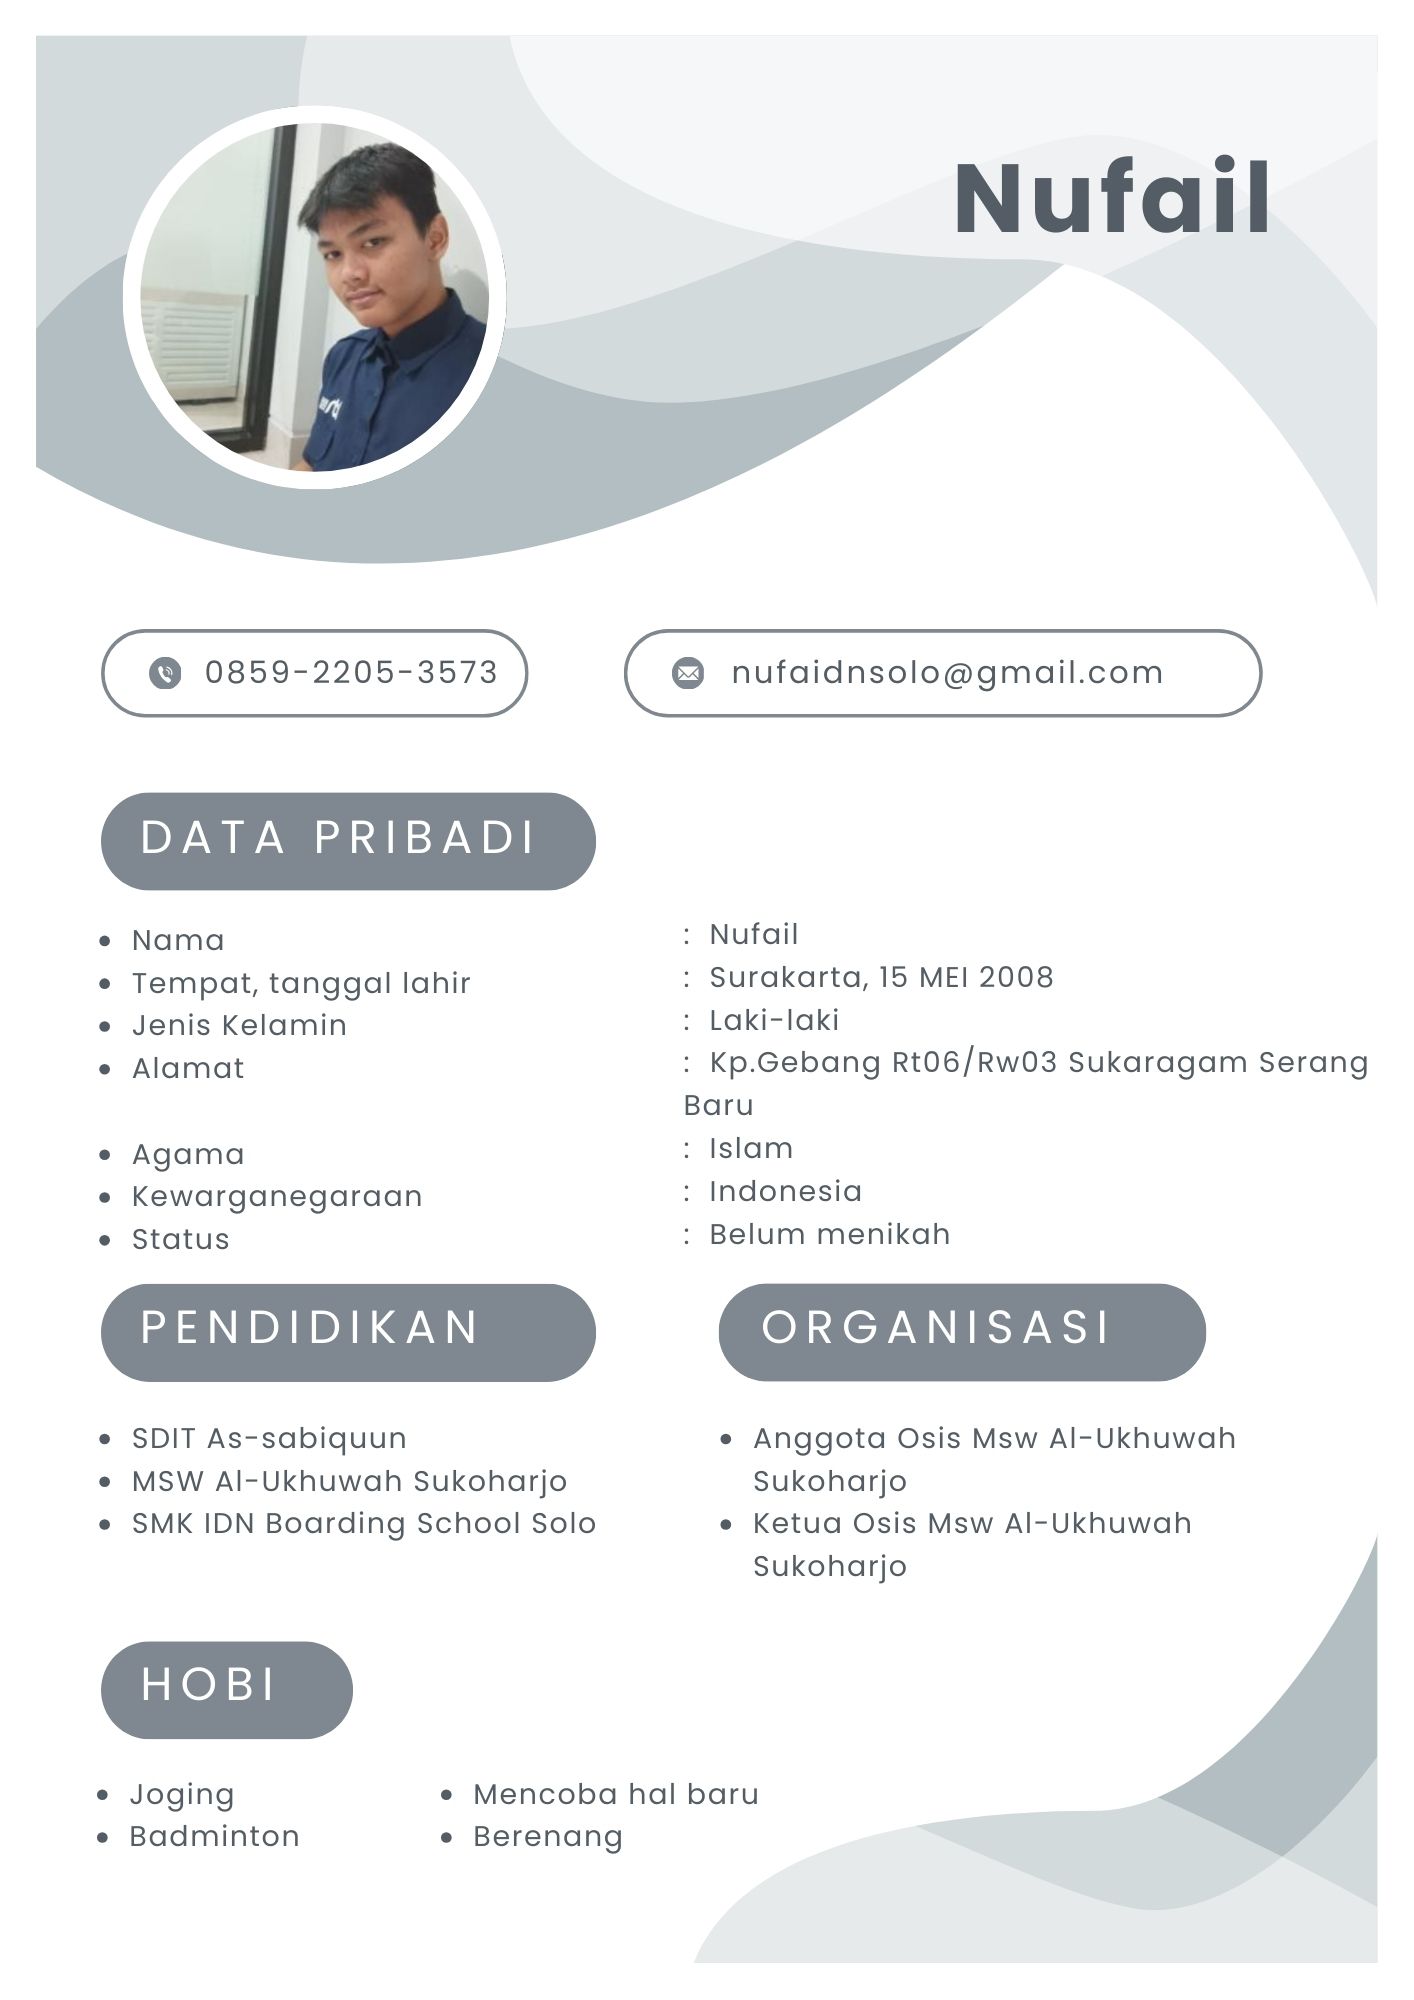 Nufail
0859-2205-3573
nufaidnsolo@gmail.com
DATA PRIBADI
Nama : Nufail
Tempat, tanggal lahir : Surakarta, 15 MEI 2008
Jenis Kelamin : Laki-laki
Alamat : Kp.Gebang Rt06/Rw03 Sukaragam Serang
Baru
Agama : Islam
Kewarganegaraan : Indonesia
Status : Belum menikah
PENDIDIKAN
SDIT As-sabiquun
MSW Al-Ukhuwah Sukoharjo
SMK IDN Boarding School Solo
ORGANISASI
Anggota Osis Msw Al-Ukhuwah
Sukoharjo
Ketua Osis Msw Al-Ukhuwah
Sukoharjo
HOBI
Joging
Badminton
Mencoba hal baru
Berenang